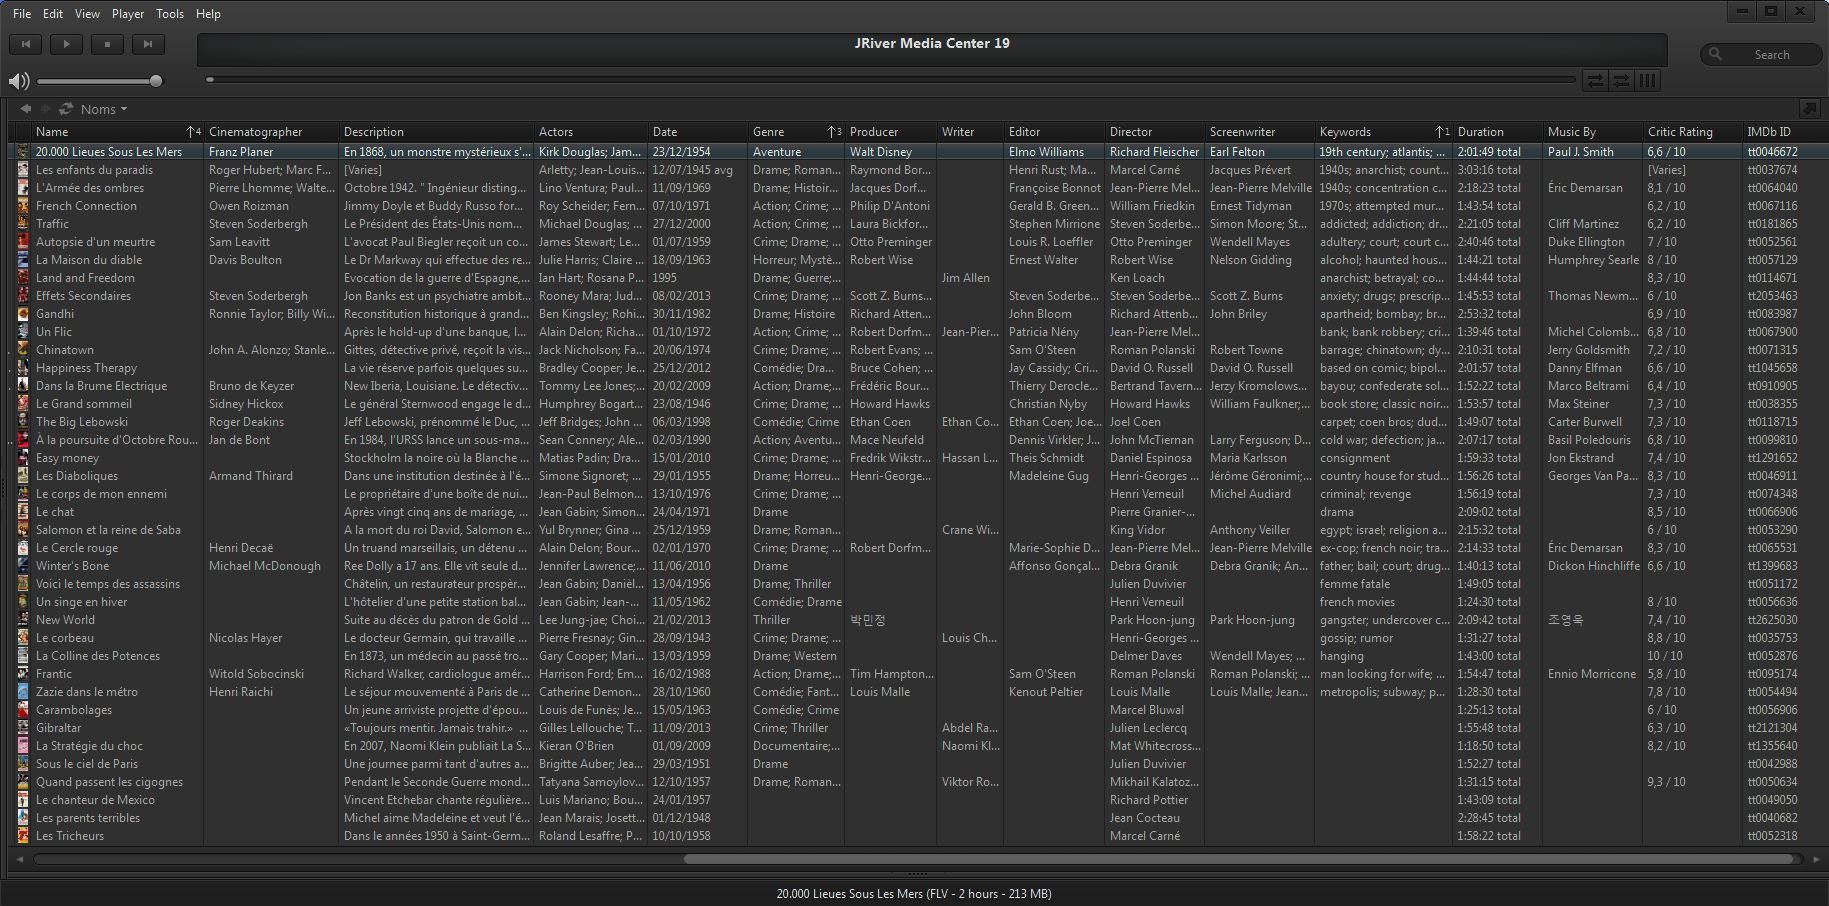 File Edit View Player Tools Help
JRiver Media Center 19
Search
Noms
Name 4 Cinematographer Description Actors Date Genre 3 Producer Writer Editor Director Screenwriter Keywords 1 Duration Music By Critic Rating IMDb ID
20.000 Lieues Sous Les Mers Franz Planer En 1868, un monstre mystérieux s'... Kirk Douglas; Jam... 23/12/1954 Aventure Walt Disney Elmo Williams Richard Fleischer Earl Felton 19th century; atlantis; ... 2:01:49 total Paul J. Smith 6,6 / 10 tt0046672
Les enfants du paradis Roger Hubert; Marc F... [Varies] Arletty; Jean-Louis... 12/07/1945 avg Drame; Roman... Raymond Bor... Henri Rust; Ma... Marcel Carné Jacques Prévert 1940s; anarchist; count... 3:03:16 total [Varies] tt0037674
L'Armée des ombres Pierre Lhomme; Walte... Octobre 1942. " Ingénieur disting... Lino Ventura; Paul... 11/09/1969 Drame; Histoir... Jacques Dorf... Françoise Bonnot Jean-Pierre Mel... Jean-Pierre Melville 1940s; concentration c... 2:18:23 total Éric Demarsan 8,1 / 10 tt0064040
French Connection Owen Roizman Jimmy Doyle et Buddy Russo for... Roy Scheider; Fern... 07/10/1971 Action; Crime; ... Philip D'Antoni Gerald B. Green... William Friedkin Ernest Tidyman 1970s; attempted mur... 1:43:54 total 6,2 / 10 tt0067116
Traffic Steven Soderbergh Le Président des États-Unis nom... Michael Douglas; ... 27/12/2000 Action; Crime; ... Laura Bickfor... Stephen Mirrione Steven Soderbe... Simon Moore; St... addicted; addiction; dr... 2:21:05 total Cliff Martinez 6,2 / 10 tt0181865
Autopsie d'un meurtre Sam Leavitt L'avocat Paul Biegler reçoit un co... James Stewart; Le... 01/07/1959 Crime; Drame; ... Otto Preminger Louis R. Loeffler Otto Preminger Wendell Mayes adultery; court; court c... 2:40:46 total Duke Ellington 7 / 10 tt0052561
La Maison du diable Davis Boulton Le Dr Markway qui effectue des re... Julie Harris; Claire ... 18/09/1963 Horreur; Mystè... Robert Wise Ernest Walter Robert Wise Nelson Gidding alcohol; haunted hous... 1:44:21 total Humphrey Searle 8 / 10 tt0057129
Land and Freedom Evocation de la guerre d'Espagne,... Ian Hart; Rosana P... 1995 Drame; Guerre;... Jim Allen Ken Loach anarchist; betrayal; co... 1:44:44 total 8,3 / 10 tt0114671
Effets Secondaires Steven Soderbergh Jon Banks est un psychiatre ambit... Rooney Mara; Jud... 08/02/2013 Crime; Drame; ... Scott Z. Burns... Steven Soderbe... Steven Soderbe... Scott Z. Burns anxiety; drugs; prescrip... 1:45:53 total Thomas Newm... 6 / 10 tt2053463
Gandhi Ronnie Taylor; Billy Wi... Reconstitution historique à grand... Ben Kingsley; Rohi... 30/11/1982 Drame; Histoire Richard Atten... John Bloom Richard Attenb... John Briley apartheid; bombay; br... 2:53:32 total 6,9 / 10 tt0083987
Un Flic Après le hold-up d'une banque, l... Alain Delon; Richa... 01/10/1972 Action; Crime; ... Robert Dorfm... Jean-Pier... Patricia Nény Jean-Pierre Mel... bank; bank robbery; cri... 1:39:46 total Michel Colomb... 6,8 / 10 tt0067900
Chinatown John A. Alonzo; Stanle... Gittes, détective privé, reçoit la vis... Jack Nicholson; Fa... 20/06/1974 Crime; Drame; ... Robert Evans; ... Sam O'Steen Roman Polanski Robert Towne barrage; chinatown; dy... 2:10:31 total Jerry Goldsmith 7,2 / 10 tt0071315
Happiness Therapy La vie réserve parfois quelques su... Bradley Cooper; Je... 25/12/2012 Comédie; Dra... Bruce Cohen; ... Jay Cassidy; Cri... David O. Russell David O. Russell based on comic; bipol... 2:01:57 total Danny Elfman 6,6 / 10 tt1045658
Dans la Brume Electrique Bruno de Keyzer New Iberia, Louisiane. Le détectiv... Tommy Lee Jones;... 20/02/2009 Action; Drame;... Frédéric Bour... Thierry Derocle... Bertrand Tavern... Jerzy Kromolows... bayou; confederate sol... 1:52:22 total Marco Beltrami 6,4 / 10 tt0910905
Le Grand sommeil Sidney Hickox Le général Sternwood engage le d... Humphrey Bogart... 23/08/1946 Crime; Drame; ... Howard Hawks Christian Nyby Howard Hawks William Faulkner;... book store; classic noir... 1:53:57 total Max Steiner 7,3 / 10 tt0038355
The Big Lebowski Roger Deakins Jeff Lebowski, prénommé le Duc, ... Jeff Bridges; John ... 06/03/1998 Comédie; Crime Ethan Coen Ethan Co... Ethan Coen; Joe... Joel Coen carpet; coen bros; dud... 1:49:07 total Carter Burwell 7,3 / 10 tt0118715
À la poursuite d'Octobre Rou... Jan de Bont En 1984, l'URSS lance un sous-ma... Sean Connery; Ale... 02/03/1990 Action; Aventu... Mace Neufeld Dennis Virkler; J... John McTiernan Larry Ferguson; D... cold war; defection; ja... 2:07:17 total Basil Poledouris 6,8 / 10 tt0099810
Easy money Stockholm la noire où la Blanche ... Matias Padin; Dra... 15/01/2010 Crime; Drame; ... Fredrik Wikstr... Hassan L... Theis Schmidt Daniel Espinosa Maria Karlsson consignment 1:59:33 total Jon Ekstrand 7,4 / 10 tt1291652
Les Diaboliques Armand Thirard Dans une institution destinée à l'é... Simone Signoret; ... 29/01/1955 Drame; Horreu... Henri-George... Madeleine Gug Henri-Georges ... Jérôme Géronimi;... country house for stud... 1:56:26 total Georges Van Pa... 8,3 / 10 tt0046911
Le corps de mon ennemi Le propriétaire d'une boîte de nui... Jean-Paul Belmon... 13/10/1976 Crime; Drame; ... Henri Verneuil Michel Audiard criminal; revenge 1:56:19 total 7,3 / 10 tt0074348
Le chat Après vingt cinq ans de mariage, ... Jean Gabin; Simon... 24/04/1971 Drame Pierre Granier-... drama 2:09:02 total 8,5 / 10 tt0066906
Salomon et la reine de Saba A la mort du roi David, Salomon e... Yul Brynner; Gina ... 25/12/1959 Drame; Roman... Crane Wi... King Vidor Anthony Veiller egypt; israel; religion a... 2:15:32 total 6 / 10 tt0053290
Le Cercle rouge Henri Decaë Un truand marseillais, un détenu ... Alain Delon; Bour... 02/01/1970 Crime; Drame; ... Robert Dorfm... Marie-Sophie D... Jean-Pierre Mel... Jean-Pierre Melville ex-cop; french noir; tra... 2:14:33 total Éric Demarsan 8,3 / 10 tt0065531
Winter's Bone Michael McDonough Ree Dolly a 17 ans. Elle vit seule d... Jennifer Lawrence;... 11/06/2010 Drame Affonso Gonçal... Debra Granik Debra Granik; An... father; bail; court; drug... 1:40:13 total Dickon Hinchliffe 6,6 / 10 tt1399683
Voici le temps des assassins Châtelin, un restaurateur prospèr... Jean Gabin; Danièl... 13/04/1956 Drame; Thriller Julien Duvivier femme fatale 1:49:05 total tt0051172
Un singe en hiver L'hôtelier d'une petite station bal... Jean Gabin; Jean-... 11/05/1962 Comédie; Drame Henri Verneuil french movies 1:24:30 total 8 / 10 tt0056636
New World Suite au décès du patron de Gold ... Lee Jung-jae; Choi... 21/02/2013 Thriller 박민정 Park Hoon-jung Park Hoon-jung gangster; undercover c... 2:09:42 total 조영욱 7,4 / 10 tt2625030
Le corbeau Nicolas Hayer Le docteur Germain, qui travaille ... Pierre Fresnay; Gin... 28/09/1943 Crime; Drame; ... Louis Ch... Henri-Georges ... gossip; rumor 1:31:27 total 8,8 / 10 tt0035753
La Colline des Potences En 1873, un médecin au passé tro... Gary Cooper; Mari... 13/03/1959 Drame; Western Delmer Daves Wendell Mayes; ... hanging 1:43:00 total 10 / 10 tt0052876
Frantic Witold Sobocinski Richard Walker, cardiologue amér... Harrison Ford; Em... 16/02/1988 Action; Drame;... Tim Hampton... Sam O'Steen Roman Polanski Roman Polanski; ... man looking for wife; ... 1:54:47 total Ennio Morricone 5,8 / 10 tt0095174
Zazie dans le métro Henri Raichi Le séjour mouvementé à Paris de ... Catherine Demon... 28/10/1960 Comédie; Fant... Louis Malle Kenout Peltier Louis Malle Louis Malle; Jean... metropolis; subway; p... 1:28:30 total 7,8 / 10 tt0054494
Carambolages Un jeune arriviste projette d'épou... Louis de Funès; Je... 15/05/1963 Comédie; Crime Marcel Bluwal 1:25:13 total 6 / 10 tt0056906
Gibraltar «Toujours mentir. Jamais trahir.» ... Gilles Lellouche; T... 11/09/2013 Crime; Thriller Abdel Ra... Julien Leclercq 1:55:48 total 6,3 / 10 tt2121304
La Stratégie du choc En 2007, Naomi Klein publiait La S... Kieran O'Brien 01/09/2009 Documentaire;... Naomi Kl... Mat Whitecross... 1:18:50 total 8,2 / 10 tt1355640
Sous le ciel de Paris Une journee parmi tant d'autres a... Brigitte Auber; Jea... 29/03/1951 Drame Julien Duvivier 1:52:27 total tt0042988
Quand passent les cigognes Pendant le Seconde Guerre mond... Tatyana Samoylov... 12/10/1957 Drame; Roman... Viktor Ro... Mikhail Kalatoz... 1:31:15 total 9,3 / 10 tt0050634
Le chanteur de Mexico Vincent Etchebar chante régulière... Luis Mariano; Bou... 24/01/1957 Richard Pottier 1:43:09 total tt0049050
Les parents terribles Michel aime Madeleine et veut l'é... Jean Marais; Josett... 01/12/1948 Jean Cocteau 2:28:45 total tt0040682
Les Tricheurs Dans le années 1950 à Saint-Germ... Roland Lesaffre; P... 10/10/1958 Marcel Carné 1:58:22 total tt0052318
20.000 Lieues Sous Les Mers (FLV - 2 hours - 213 MB)